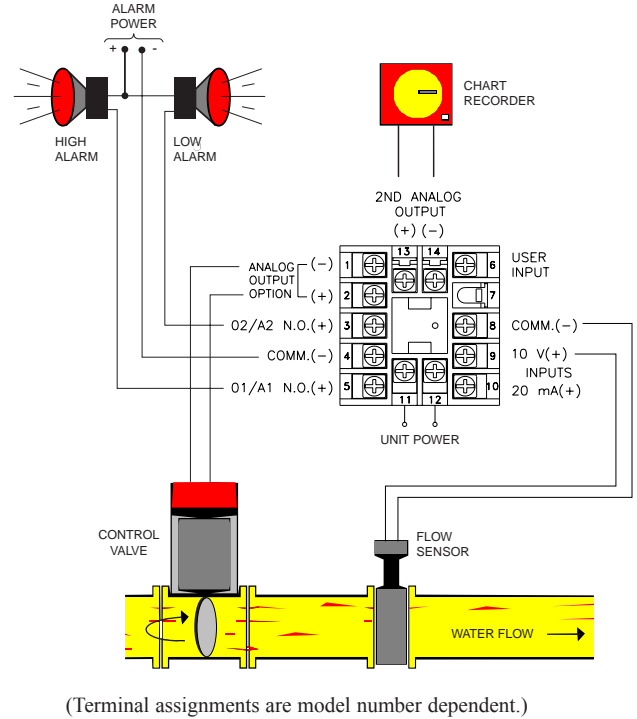 ALARM
POWER
+ -
HIGH
ALARM
LOW
ALARM
CHART
RECORDER
2ND ANALOG
OUTPUT
(+) (-)
13 14
ANALOG
OUTPUT
OPTION
(-)
(+)
O2/A2 N.O.(+)
COMM.(-)
O1/A1 N.O.(+)
1
2
3
4
5
6
7
8
9
10
11 12
USER
INPUT
COMM.(-)
10 V(+)
INPUTS
20 mA(+)
UNIT POWER
CONTROL
VALVE
FLOW
SENSOR
WATER FLOW
(Terminal assignments are model number dependent.)